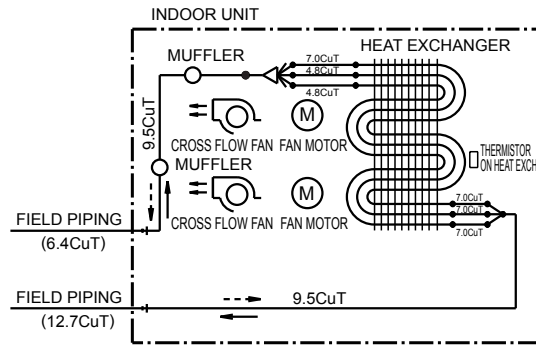 INDOOR UNIT
MUFFLER
HEAT EXCHANGER
7.0CuT
4.8CuT
4.8CuT
9.5CuT
M
CROSS FLOW FAN FAN MOTOR
MUFFLER
THERMISTOR
ON HEAT EXCH
M
CROSS FLOW FAN FAN MOTOR
7.0CuT
7.0CuT
7.0CuT
FIELD PIPING
(6.4CuT)
FIELD PIPING
9.5CuT
(12.7CuT)